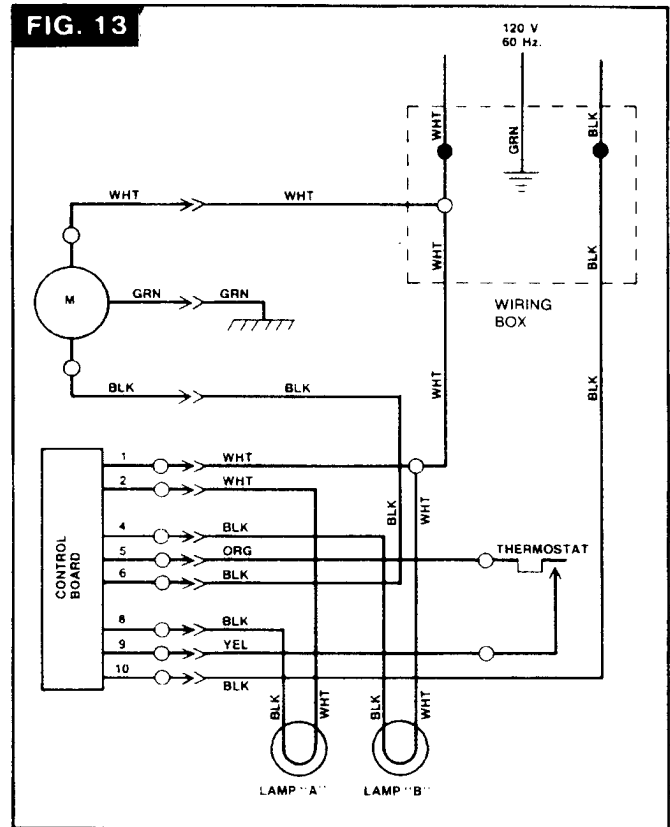 FIG. 13
120 V
60 Hz.
WHT
GRN
BLK
WHT
WHT
WHT
BLK
M
GRN
GRN
WIRING
BOX
BLK
BLK
WHT
BLK
1
WHT
2
WHT
BLK
WHT
4
BLK
THERMOSTAT
5
ORG
6
BLK
CONTROL
BOARD
8
BLK
9
YEL
10
BLK
BLK
WHT
BLK
WHT
LAMP "A"
LAMP "B"